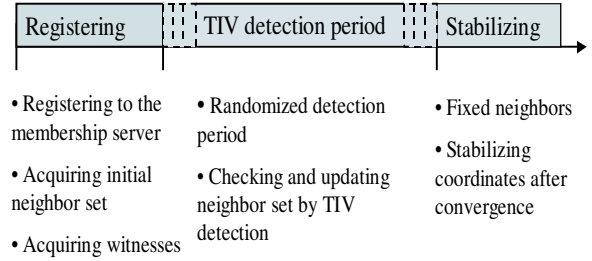 Registering
TIV detection period
Stabilizing
• Registering to the
membership server
• Acquiring initial
neighbor set
• Acquiring witnesses
• Randomized detection
period
• Checking and updating
neighbor set by TIV
detection
• Fixed neighbors
• Stabilizing
coordinates after
convergence